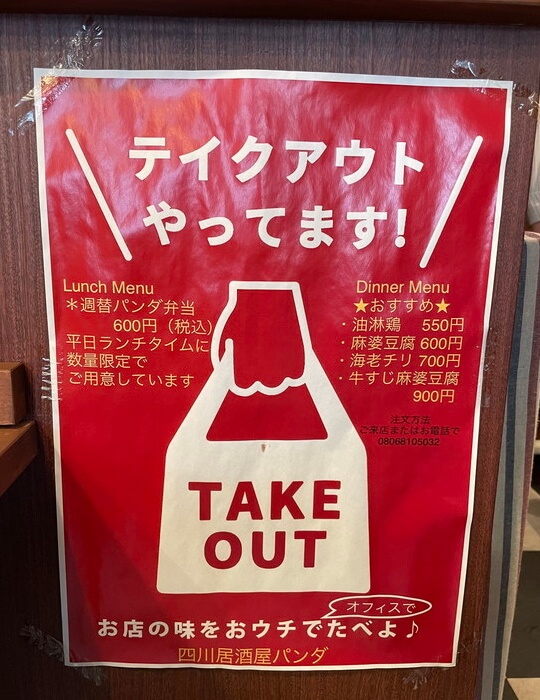 テイクアウト
やってます!
Lunch Menu
＊週替パンダ弁当
600円（税込）
平日ランチタイムに
数量限定で
ご用意しています
Dinner Menu
★おすすめ★
・油淋鶏 550円
・麻婆豆腐 600円
・海老チリ 700円
・牛すじ麻婆豆腐
900円
注文方法
ご来店またはお電話で
08068105032
TAKE
OUT
オフィスで
お店の味をおウチでたべよ♪
四川居酒屋パンダ